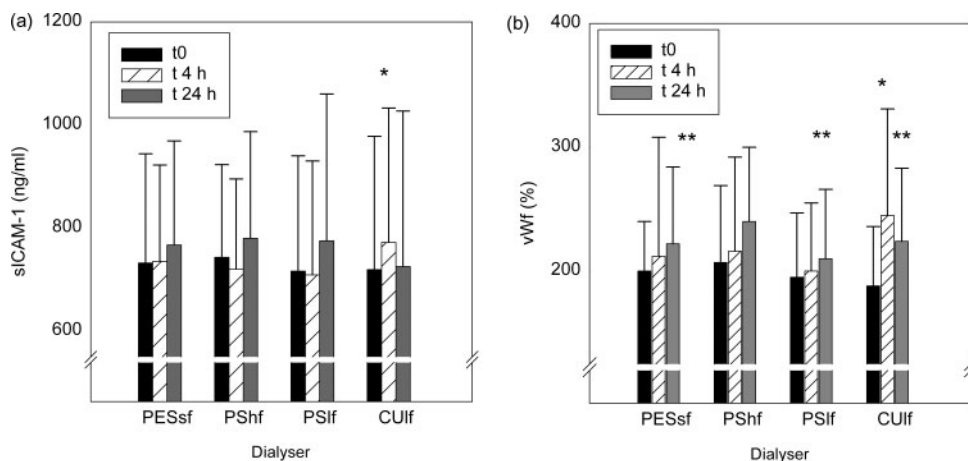 (a)
1200
1000
800
600
sICAM-1 (ng/ml)
t0
t 4 h
t 24 h
*
PESsf PShf PSlf CUlf
Dialyser
(b)
400
300
200
vWf (%)
t0
t 4 h
t 24 h
** ** * **
PESsf PShf PSlf CUlf
Dialyser